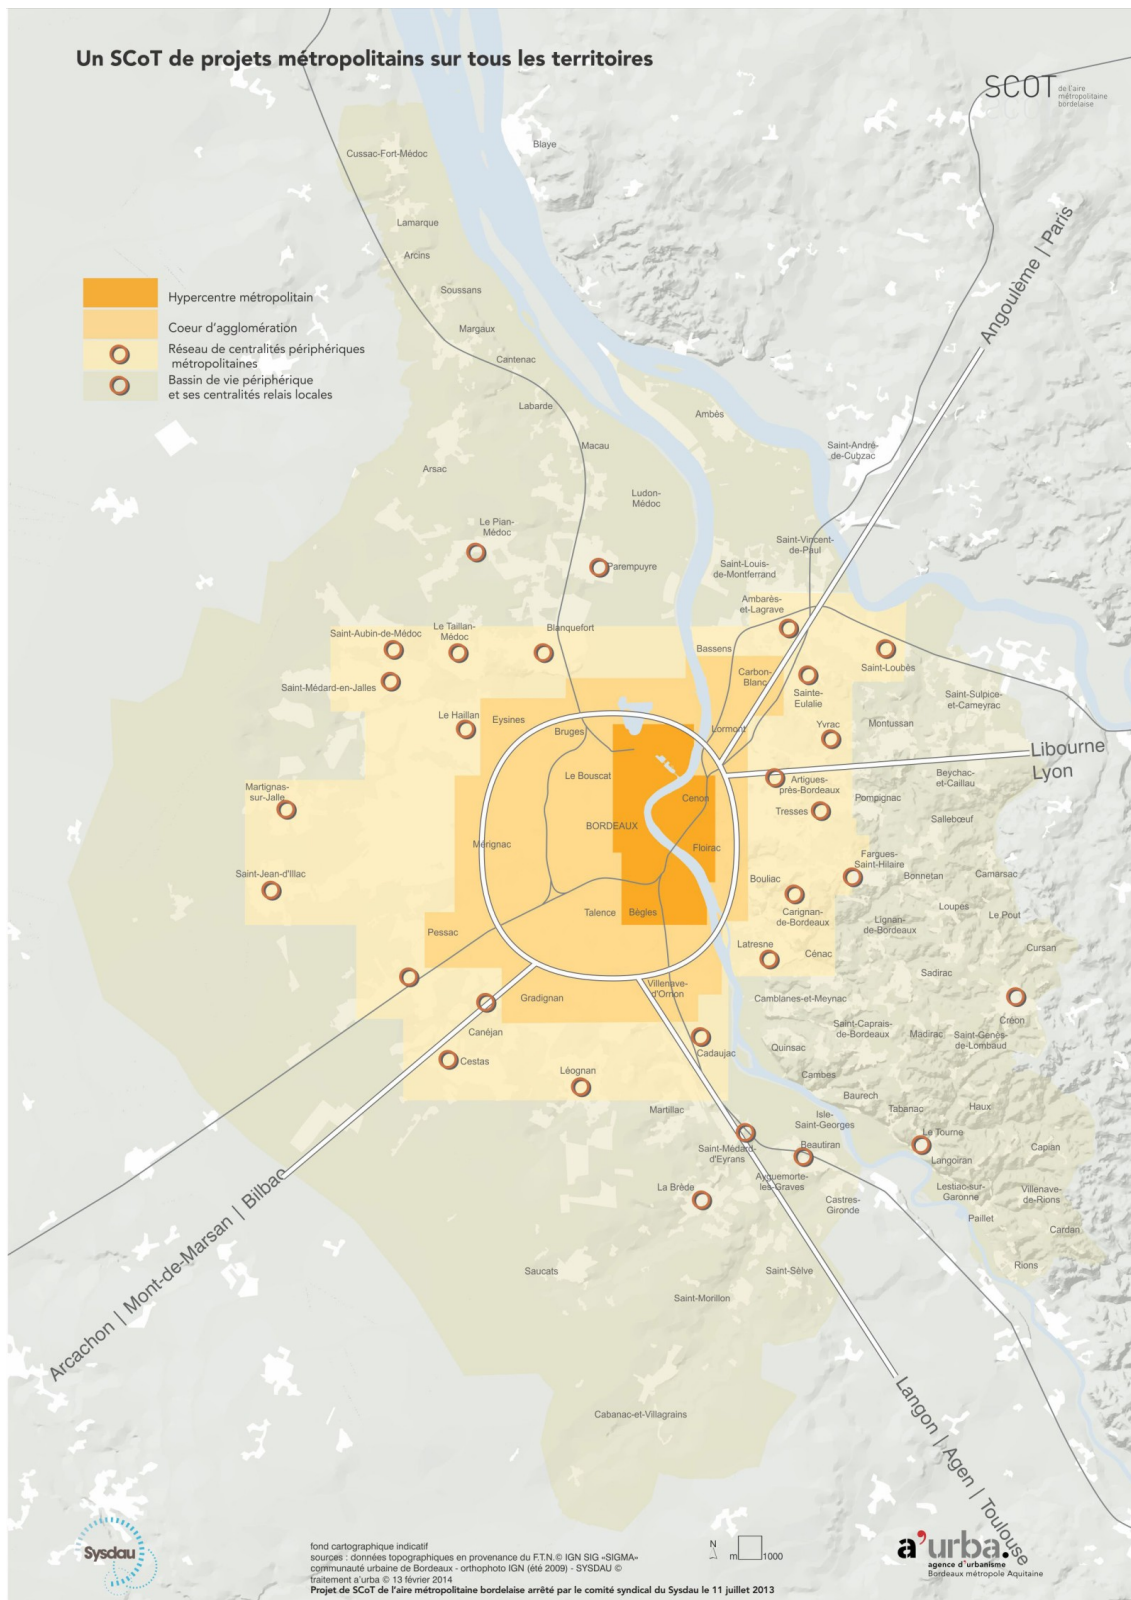 Un SCoT de projets métropolitains sur tous les territoires
SCOT
de l'aire
métropolitaine
bordelaise
Blaye
Cussac-Fort-Médoc
Lamarque
Arcins
Soussans
Margaux
Cantenac
Labarde
Angoulème | Paris
Hypercentre métropolitain
Coeur d'agglomération
Réseau de centralités périphériques
métropolitaines
Bassin de vie périphérique
et ses centralités relais locales
Ambès
Macau
Saint-André-
de-Cubzac
Arsac
Ludon-
Médoc
Le Pian-
Médoc
Parempuyre
Saint-Vincent-
de-Paul
Saint-Louis-
de-Montferrand
Ambarès-
et-Lagrave
Saint-Aubin-de-Médoc
Le Taillan-
Médoc
Blanquefort
Bassens
Carbon-
Blanc
Saint-Loubès
Saint-Médard-en-Jalles
Sainte-
Eulalie
Saint-Sulpice-
et-Cameyrac
Le Haillan
Eysines
Bruges
Lormont
Yvrac
Montussan
Libourne
Lyon
Le Bouscat
Artigues-
près-Bordeaux
Beychac-
et-Caillau
Martignas-
sur-Jalle
Cenon
Tresses
Pompignac
Sallebœuf
BORDEAUX
Mérignac
Floirac
Fargues-
Saint-Hilaire
Saint-Jean-d'Illac
Bouliac
Bonnetan
Camarsac
Talence
Bègles
Carignan-
de-Bordeaux
Lignan-
de-Bordeaux
Loupes
Le Pout
Pessac
Latresne
Cénac
Cursan
Sadirac
Villenave-
d'Ornon
Gradignan
Camblanes-et-Meynac
Créon
Canéjan
Saint-Caprais-
de-Bordeaux
Madirac
Saint-Genès-
de-Lombaud
Cestas
Cadaujac
Quinsac
Léognan
Cambes
Baurech
Tabanac
Haux
Martillac
Isle-
Saint-Georges
Le Tourne
Saint-Médard-
d'Eyrans
Beautiran
Langoiran
Capian
Ayguemorte-
les-Graves
La Brède
Castres-
Gironde
Lestiac-sur-
Garonne
Villenave-
de-Rions
Paillet
Cardan
Rions
Arcachon | Mont-de-Marsan | Bilbao
Saucats
Saint-Selve
Saint-Morillon
Cabanac-et-Villagrains
Langon | Agen | Toulouse
Sysdau
fond cartographique indicatif
sources : données topographiques en provenance du F.T.N.© IGN SIG «SIGMA»
communauté urbaine de Bordeaux - orthophoto IGN (été 2009) - SYSDAU ©
traitement a'urba © 13 février 2014
Projet de SCoT de l'aire métropolitaine bordelaise arrêté par le comité syndical du Sysdau le 11 juillet 2013
N
m 1000
a'urba.
agence d'urbanisme
Bordeaux métropole Aquitaine